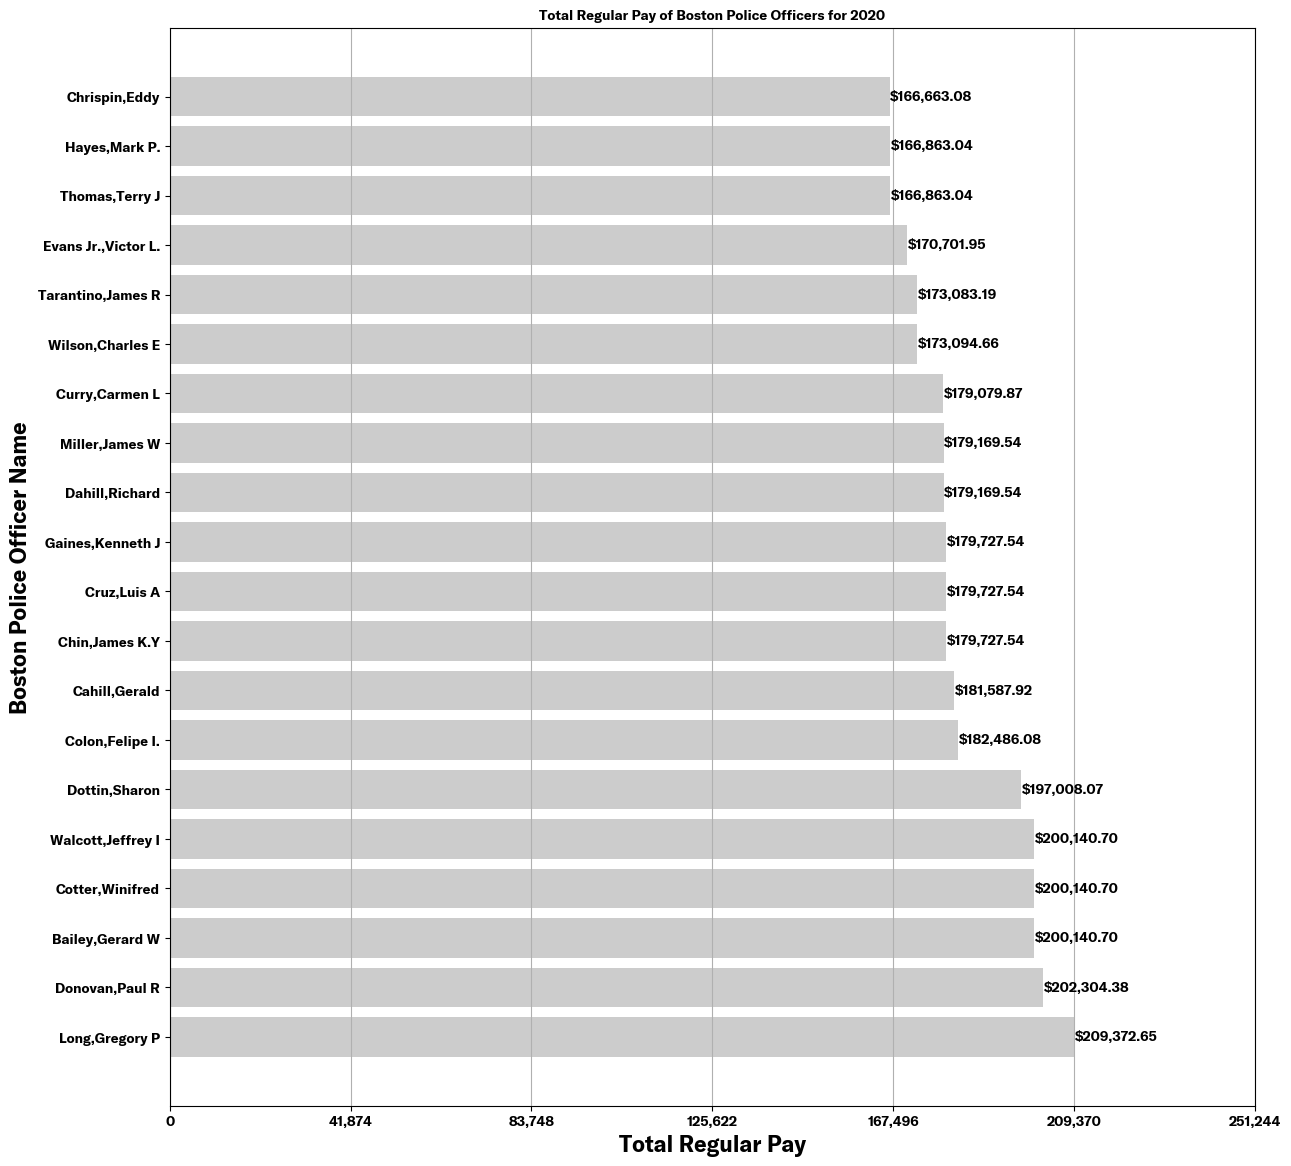 Total Regular Pay of Boston Police Officers for 2020
Chrispin,Eddy $166,663.08
Hayes,Mark P. $166,863.04
Thomas,Terry J $166,863.04
Evans Jr.,Victor L. $170,701.95
Tarantino,James R $173,083.19
Wilson,Charles E $173,094.66
Curry,Carmen L $179,079.87
Miller,James W $179,169.54
Dahill,Richard $179,169.54
Gaines,Kenneth J $179,727.54
Cruz,Luis A $179,727.54
Chin,James K.Y $179,727.54
Cahill,Gerald $181,587.92
Colon,Felipe I. $182,486.08
Dottin,Sharon $197,008.07
Walcott,Jeffrey I $200,140.70
Cotter,Winifred $200,140.70
Bailey,Gerard W $200,140.70
Donovan,Paul R $202,304.38
Long,Gregory P $209,372.65
Boston Police Officer Name
0 41,874 83,748 125,622 167,496 209,370 251,244
Total Regular Pay